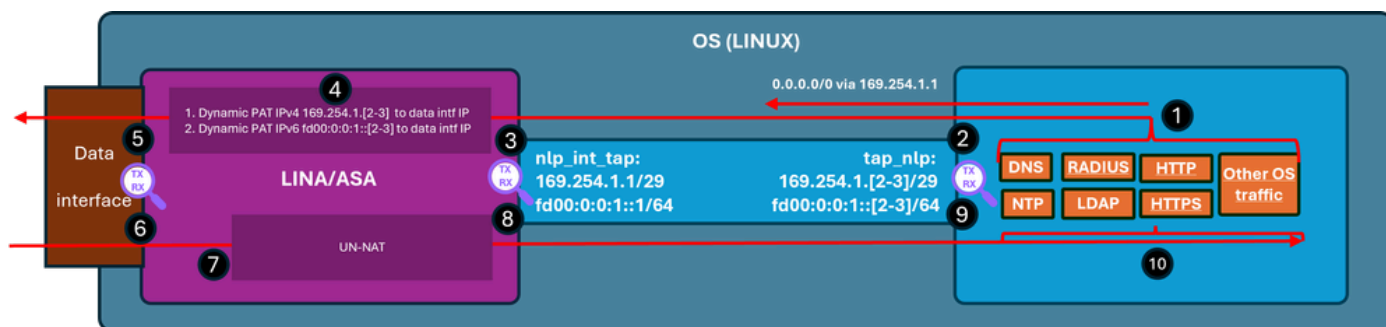 OS (LINUX)
4
0.0.0.0/0 via 169.254.1.1
1. Dynamic PAT IPv4 169.254.1.[2-3] to data intf IP
2. Dynamic PAT IPv6 fd00:0:0:1::[2-3] to data intf IP
1
5
3
2
Data
interface
TX
RX
LINA/ASA
TX
RX
nlp_int_tap:
169.254.1.1/29
fd00:0:0:1::1/64
tap_nlp:
169.254.1.[2-3]/29
fd00:0:0:1::[2-3]/64
TX
RX
DNS
RADIUS
HTTP
Other OS
traffic
NTP
LDAP
HTTPS
6
8
9
7
UN-NAT
10